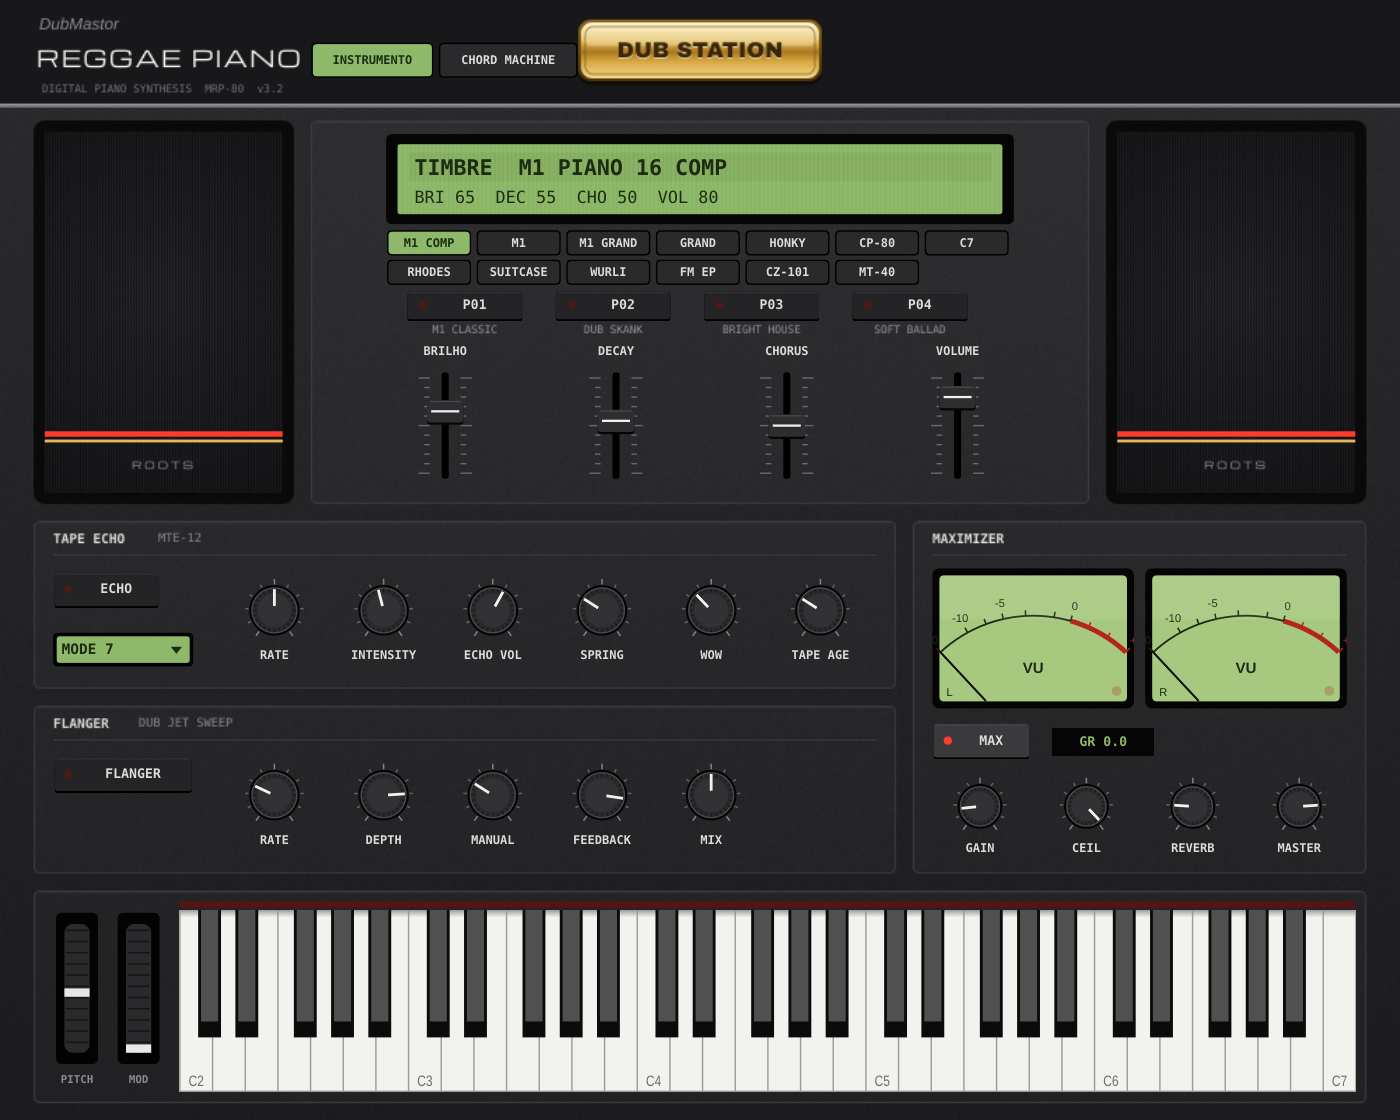 DubMastor
REGGAE PIANO
INSTRUMENTO
CHORD MACHINE
DUB STATION
DIGITAL PIANO SYNTHESIS MRP-80 v3.2
TIMBRE M1 PIANO 16 COMP
BRI 65 DEC 55 CHO 50 VOL 80
M1 COMP M1 M1 GRAND GRAND HONKY CP-80 C7
RHODES SUITCASE WURLI FM EP CZ-101 MT-40
P01 P02 P03 P04
M1 CLASSIC DUB SKANK BRIGHT HOUSE SOFT BALLAD
BRILHO DECAY CHORUS VOLUME
ROOTS
ROOTS
TAPE ECHO MTE-12
ECHO
MODE 7
RATE INTENSITY ECHO VOL SPRING WOW TAPE AGE
FLANGER DUB JET SWEEP
FLANGER
RATE DEPTH MANUAL FEEDBACK MIX
MAXIMIZER
-10 -5 0
VU
L
-10 -5 0
VU
R
MAX
GR 0.0
GAIN CEIL REVERB MASTER
PITCH MOD
C2 C3 C4 C5 C6 C7